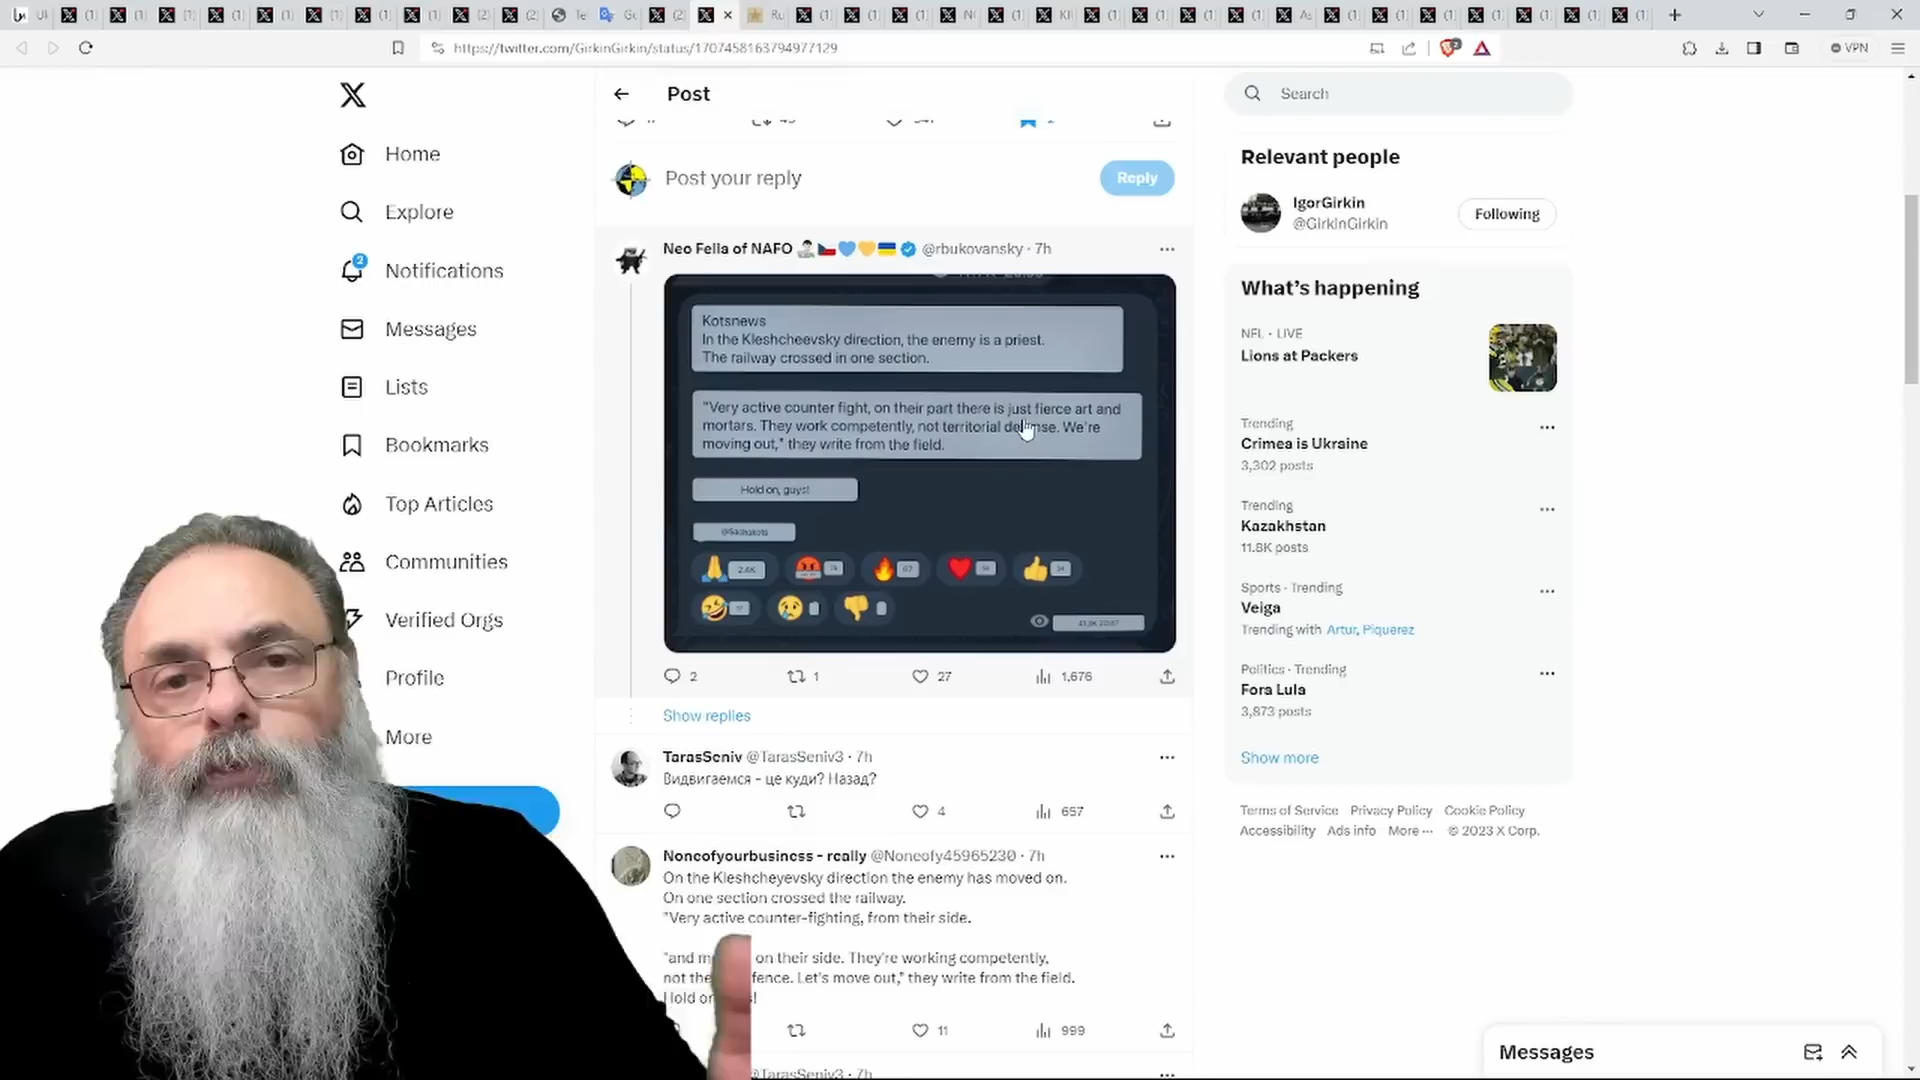 https://twitter.com/GirkinGirkin/status/1707458163794977129
VPN
Home
Explore
2
Notifications
Messages
Lists
Bookmarks
Top Articles
Communities
Verified Orgs
Profile
More
Post
Post your reply
Reply
Neo Fella of NAFO @rbukovansky · 7h
Kotsnews
In the Kleshcheevsky direction, the enemy is a priest.
The railway crossed in one section.
"Very active counter fight, on their part there is just fierce art and
mortars. They work competently, not territorial We're
moving out," they write from the field.
Hold on, guys!
@Sashakots
2.4K
2
1
27
1,676
Show replies
TarasSeniv @TarasSeniv3 · 7h
Видвигаемся - це куди? Назад?
4
657
Noneofyourbusiness - really @Noneofy45965230 · 7h
On the Kleshcheyevsky direction the enemy has moved on.
On one section crossed the railway.
"Very active counter-fighting, from their side.
"and on their side. They're working competently,
not Let's move out," they write from the field.
Hold
11
999
@TarasSeniv3 · 7h
Search
Relevant people
IgorGirkin
@GirkinGirkin
Following
What's happening
NFL · LIVE
Lions at Packers
Trending
Crimea is Ukraine
3,302 posts
Trending
Kazakhstan
11.8K posts
Sports · Trending
Veiga
Trending with Artur, Piquerez
Politics · Trending
Fora Lula
3,873 posts
Show more
Terms of Service Privacy Policy Cookie Policy
Accessibility Ads info More ··· © 2023 X Corp.
Messages